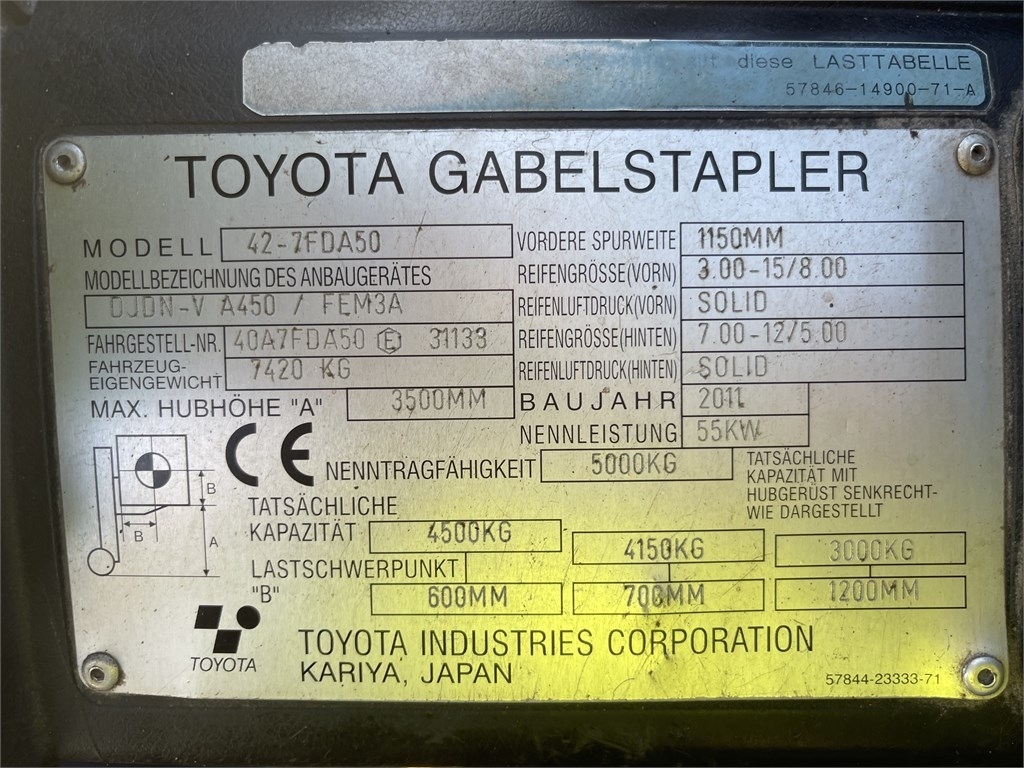 diese LASTTABELLE
57846-14900-71-A
TOYOTA GABELSTAPLER
MODELL 42-7FDA50
MODELLBEZEICHNUNG DES ANBAUGERÄTES
DJDN-V A450 / FEM3A
FAHRGESTELL-NR. 40A7FDA50 E 31133
FAHRZEUG-
EIGENGEWICHT 7420 KG
MAX. HUBHÖHE "A" 3500MM
VORDERE SPURWEITE 1150MM
REIFENGRÖSSE(VORN) 3.00-15/8.00
REIFENLUFTDRUCK(VORN) SOLID
REIFENGRÖSSE(HINTEN) 7.00-12/5.00
REIFENLUFTDRUCK(HINTEN) SOLID
BAUJAHR 2011
NENNLEISTUNG 55KW
CE NENNTRAGFÄHIGKEIT 5000KG
TATSÄCHLICHE
KAPAZITÄT MIT
HUBGERÜST SENKRECHT-
WIE DARGESTELLT
B
B
A
TATSÄCHLICHE
KAPAZITÄT 4500KG 4150KG 3000KG
LASTSCHWERPUNKT
"B" 600MM 700MM 1200MM
TOYOTA
TOYOTA INDUSTRIES CORPORATION
KARIYA, JAPAN
57844-23333-71